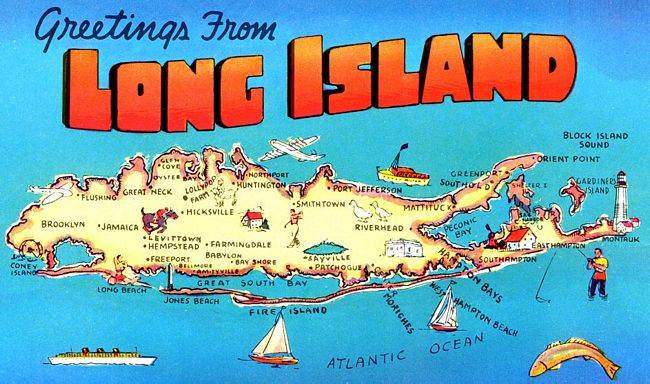 Greetings From
LONG ISLAND
BLOCK ISLAND
SOUND
ORIENT POINT
GLEN
COVE
OYSTER BAY
NORTHPORT
HUNTINGTON
LOLLYPOP
FARM
FLUSHING
GREAT NECK
PORT JEFFERSON
GREENPORT
SOUTHOLD
SHELTER I
GARDINERS
ISLAND
SMITHTOWN
MATTITUCK
HICKSVILLE
BROOKLYN
JAMAICA
RIVERHEAD
PECONIC
BAY
LEVITTOWN
HEMPSTEAD
FARMINGDALE
EASTHAMPTON
MONTAUK
CONEY
ISLAND
FREEPORT
BABYLON
BAY SHORE
SAYVILLE
PATCHOGUE
SOUTHAMPTON
BELLMORE
AMITYVILLE
HAMPTON BAYS
LONG BEACH
GREAT SOUTH BAY
JONES BEACH
MORICHES
WESTHAMPTON BEACH
FIRE ISLAND
ATLANTIC OCEAN